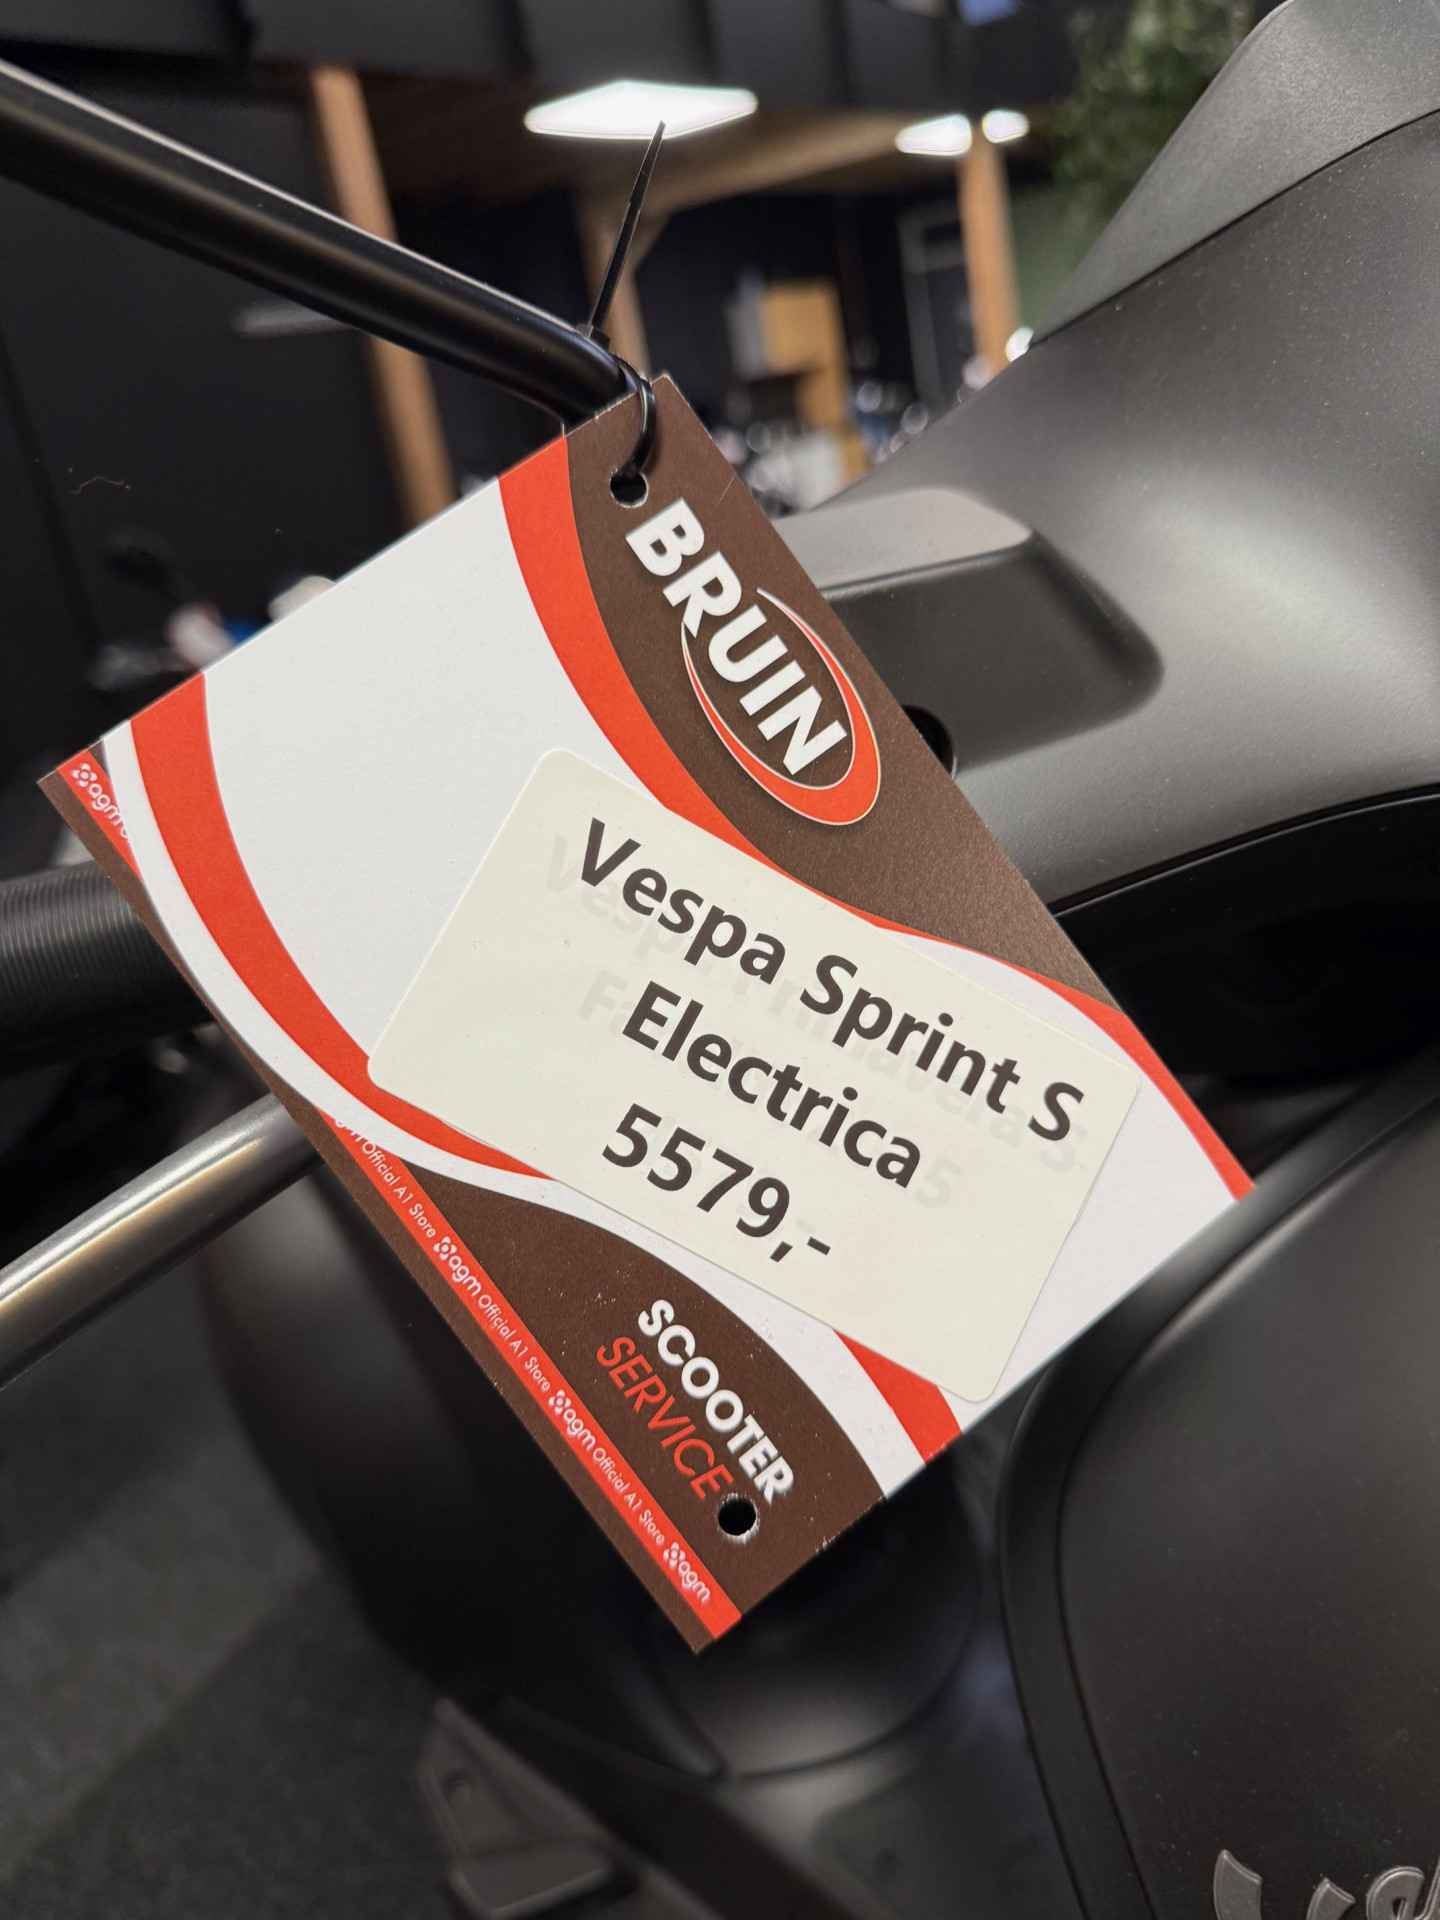 BRUIN
Vespa Sprint S
Electrica
5579,-
SCOOTER
SERVICE
agm Official A1 Store agm Official A1 Store agm